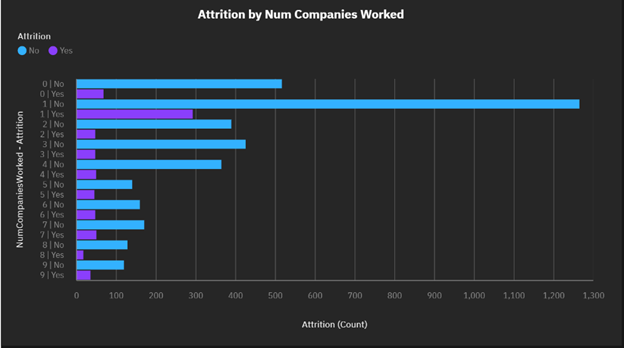 Attrition by Num Companies Worked
Attrition
No Yes
NumCompaniesWorked - Attrition
0 | No
0 | Yes
1 | No
1 | Yes
2 | No
2 | Yes
3 | No
3 | Yes
4 | No
4 | Yes
5 | No
5 | Yes
6 | No
6 | Yes
7 | No
7 | Yes
8 | No
8 | Yes
9 | No
9 | Yes
0 100 200 300 400 500 600 700 800 900 1,000 1,100 1,200 1,300
Attrition (Count)